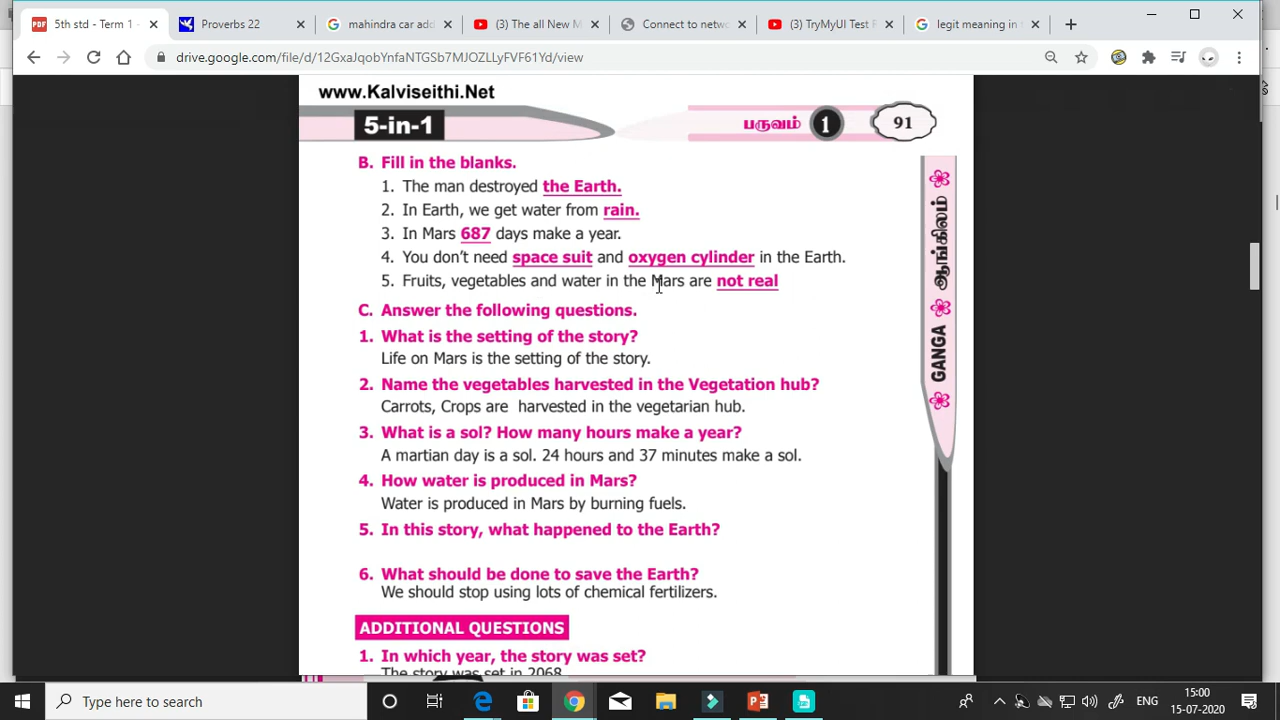 5th std - Term 1 -
Proverbs 22
mahindra car add
(3) The all New M
Connect to netwo
(3) TryMyUI Test R
legit meaning in
drive.google.com/file/d/12GxaJqobYnfaNTGSb7MJOZLLyFVF61Yd/view
www.Kalviseithi.Net
5-in-1
பருவம் 1
91
B. Fill in the blanks.
1. The man destroyed the Earth.
2. In Earth, we get water from rain.
3. In Mars 687 days make a year.
4. You don't need space suit and oxygen cylinder in the Earth.
5. Fruits, vegetables and water in the Mars are not real
C. Answer the following questions.
1. What is the setting of the story?
Life on Mars is the setting of the story.
2. Name the vegetables harvested in the Vegetation hub?
Carrots, Crops are harvested in the vegetarian hub.
3. What is a sol? How many hours make a year?
A martian day is a sol. 24 hours and 37 minutes make a sol.
4. How water is produced in Mars?
Water is produced in Mars by burning fuels.
5. In this story, what happened to the Earth?
6. What should be done to save the Earth?
We should stop using lots of chemical fertilizers.
ADDITIONAL QUESTIONS
1. In which year, the story was set?
The story was set in 2068
GANGA ஆங்கிலம்
Type here to search
ENG
15:00
15-07-2020